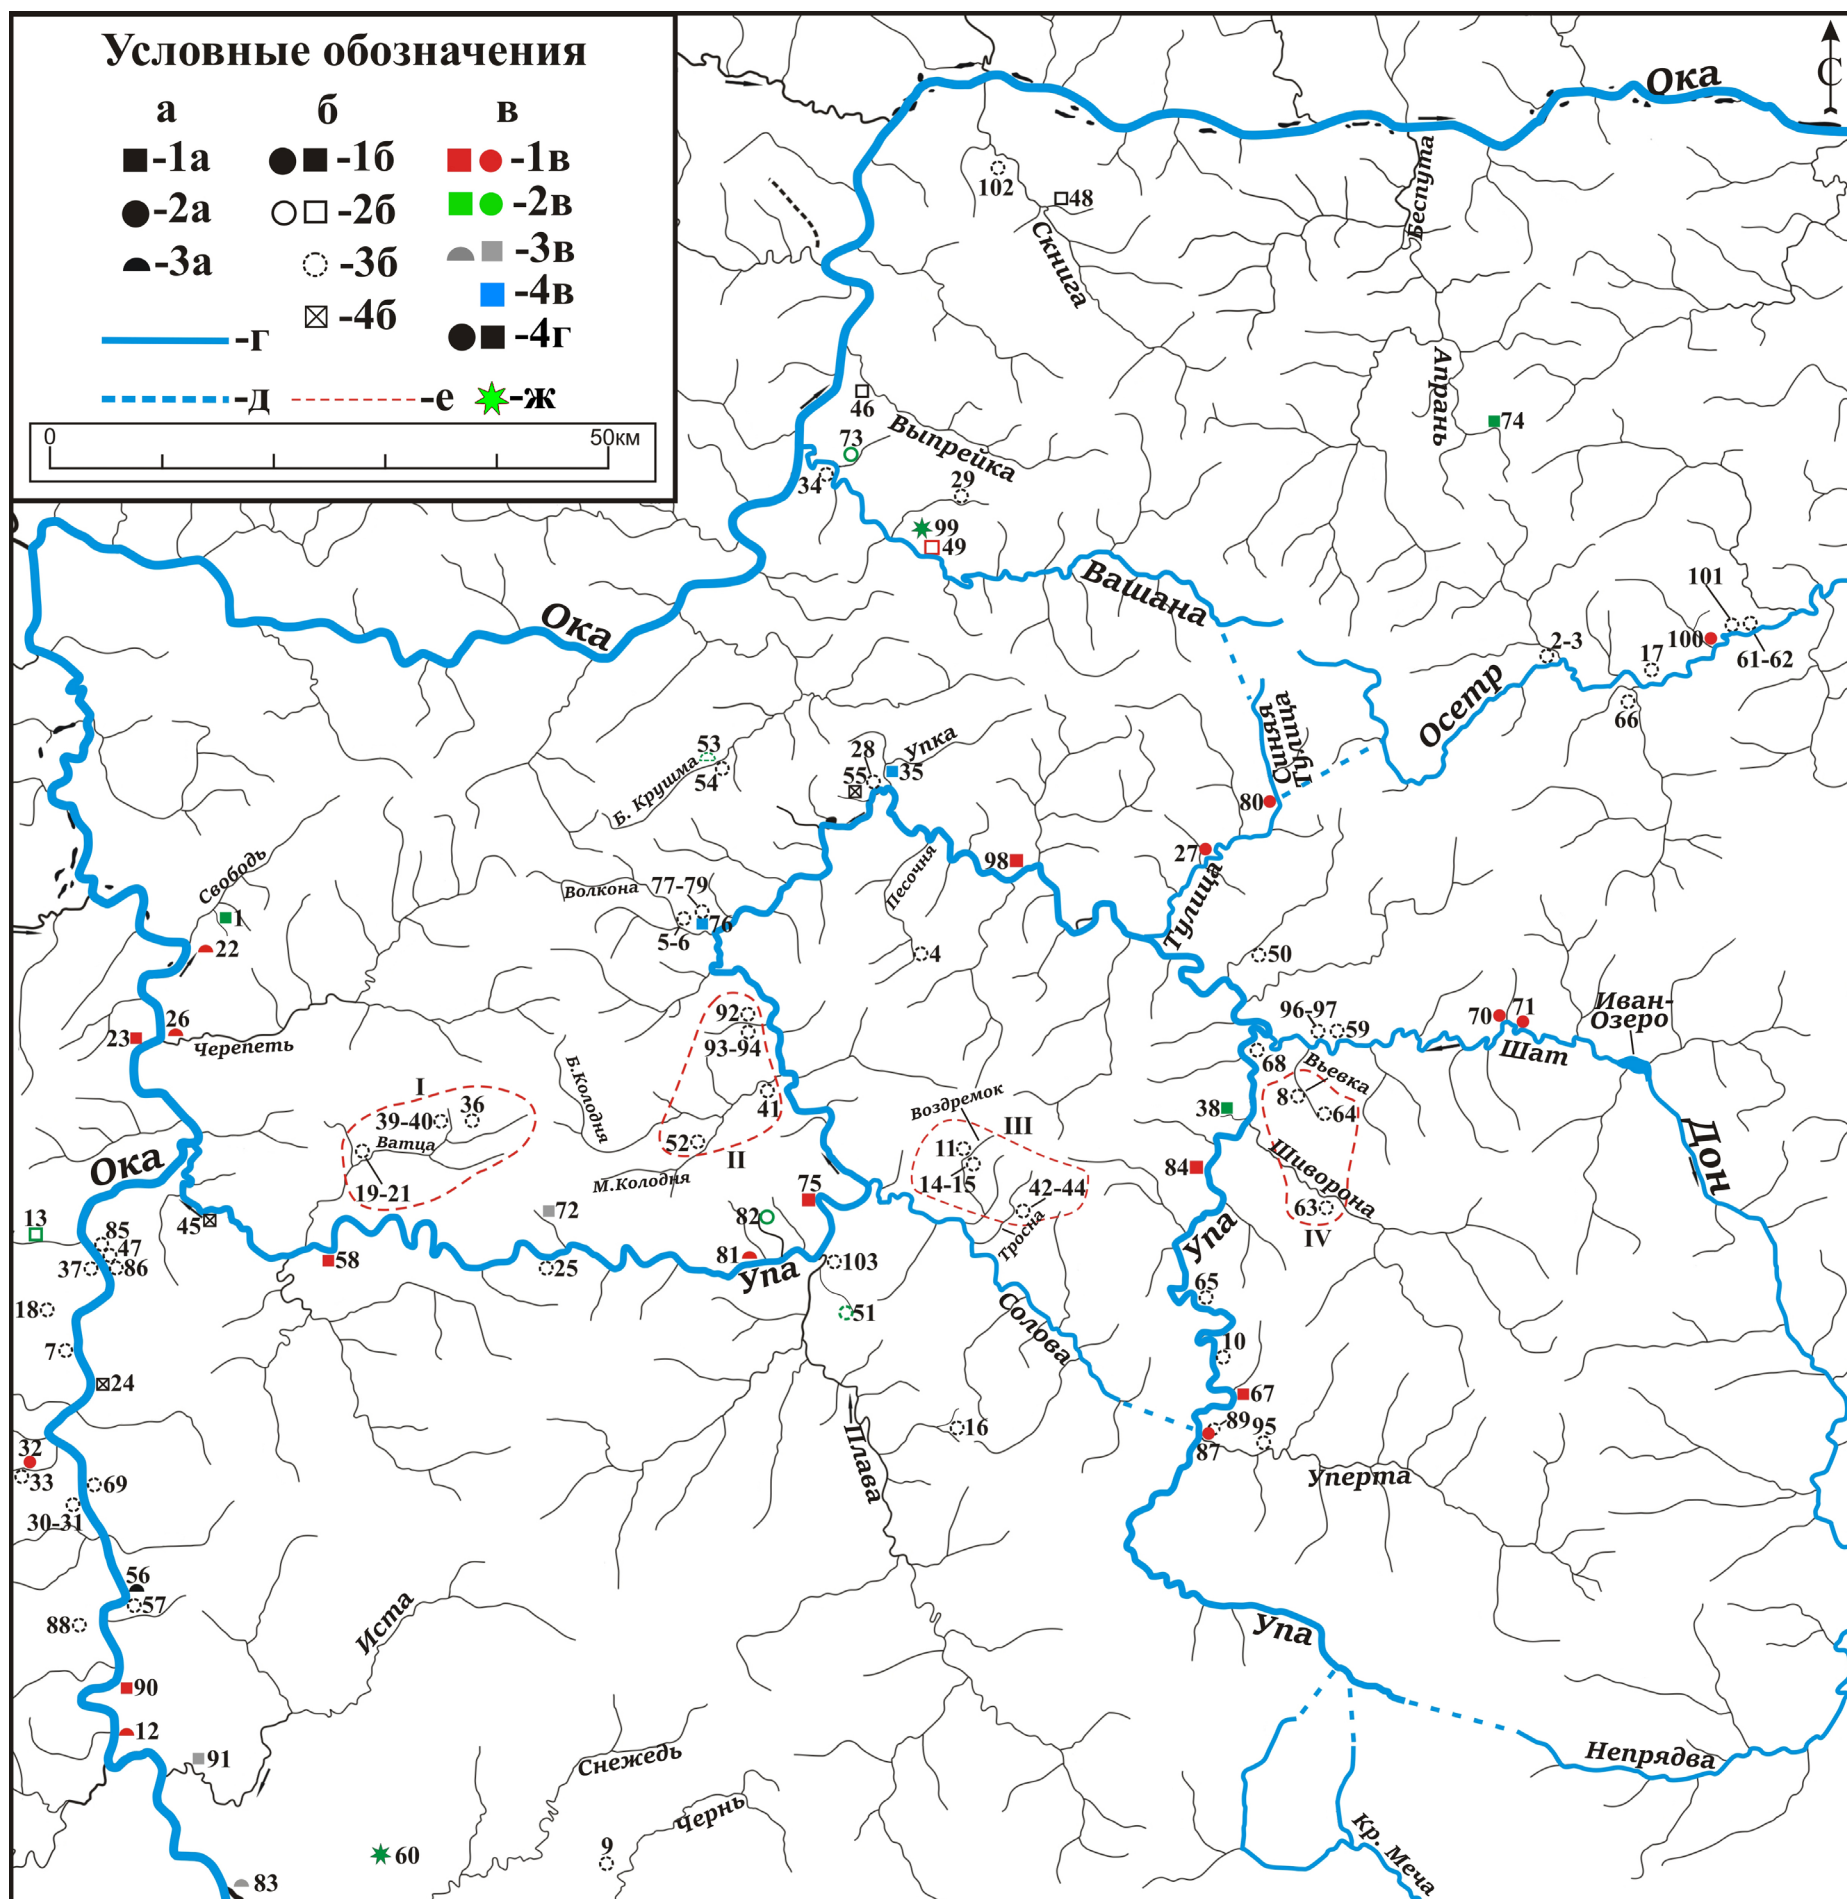 Условные обозначения
а
б
в
-1а
-1б
-1в
-2а
-2б
-2в
-3а
-3б
-3в
-4б
-4в
-4г
-г
-д
-е
-ж
0
50км
С
Ока
102
48
Скнига
Беспута
Апрань
74
46
Выпрейка
73
34
29
99
49
Вашана
Ока
101
100
2-3
17
61-62
66
Осетр
Синяя
Тулица
80
53
54
Б. Крушма
28
Упка
55
35
27
98
Песочня
Тулица
Свободь
1
22
Волкона
77-79
76
5-6
4
50
23
26
Черепеть
92
93-94
96-97
59
70
71
Иван-
Озеро
Шат
68
Вьевка
8
64
38
I
39-40
36
Ватца
19-21
Б.Колодня
41
52
II
М.Колодня
Воздремок
III
11
14-15
42-44
Тросна
84
Шиворона
63
IV
Дон
Ока
13
45
85
47
37
86
58
72
25
75
82
81
Упа
103
51
Солова
Упа
65
10
18
7
24
67
89
95
87
Уперта
16
Плава
32
33
69
30-31
56
57
88
Иста
90
12
91
Упа
Непрядва
Снежедь
Чернь
Кр. Меча
60
9
83